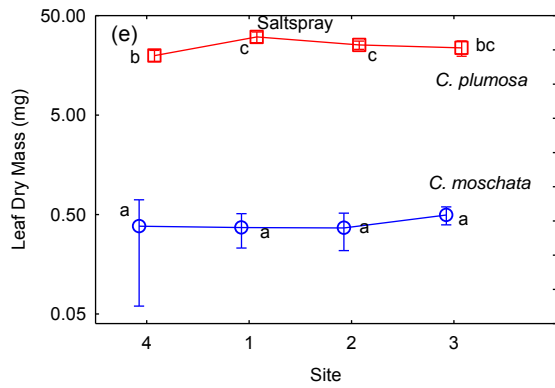 50.00
(e)
Saltspray
b
c
c
bc
C. plumosa
5.00
Leaf Dry Mass (mg)
C. moschata
0.50
a
a
a
a
0.05
4 1 2 3
Site